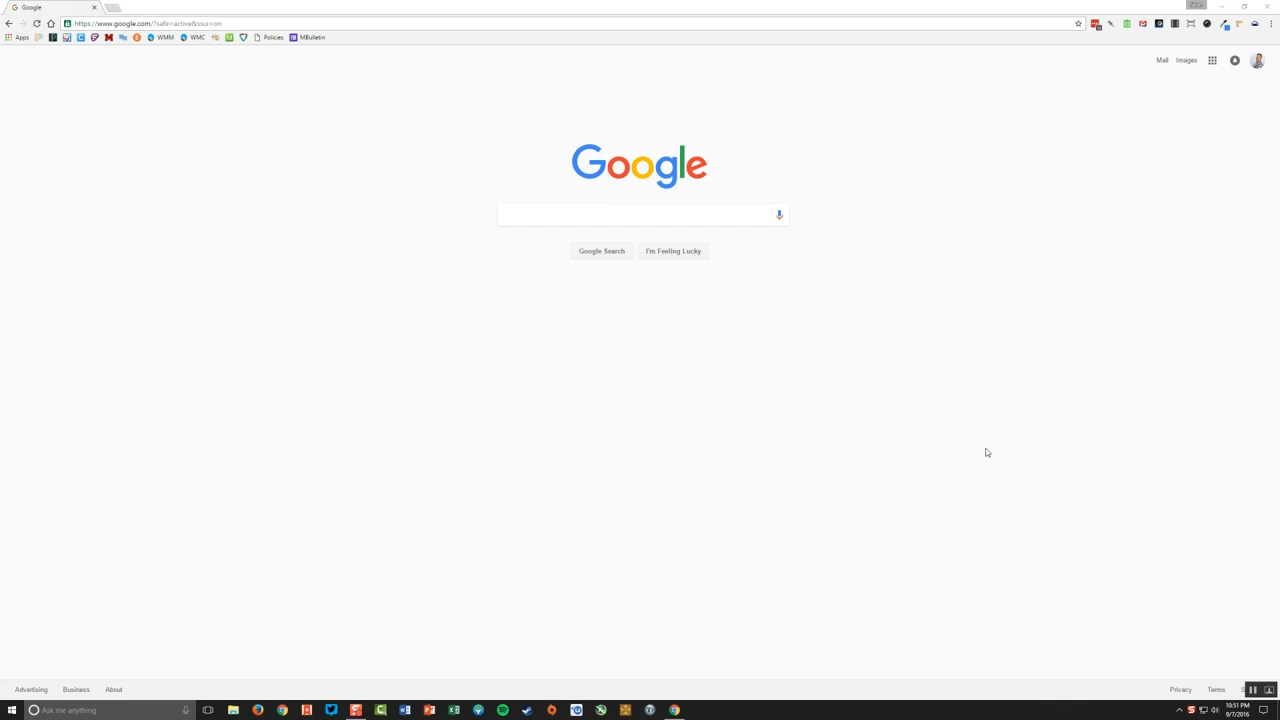 Google
https://www.google.com/?safe=active&ssui=on
Apps
WMM
WMC
Policies
MBulletin
Mail
Images
Google
Google Search
I'm Feeling Lucky
Advertising
Business
About
Privacy
Terms
Ask me anything
10:51 PM
9/7/2016